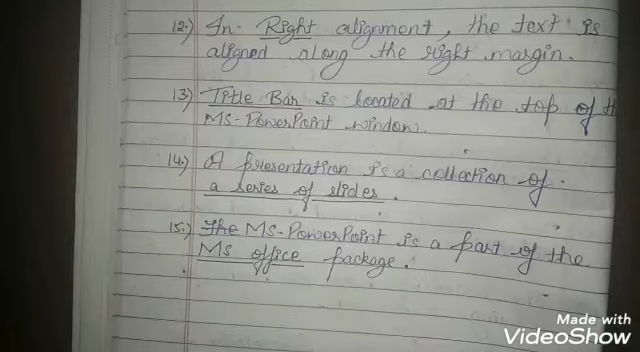 12.) In Right alignment, the text is
aligned along the right margin.
13) Title Bar is located at the top of th
MS-PowerPoint window.
14.) A presentation is a collection of
a series of slides.
15.) The MS-PowerPoint is a part of the
MS office package.
Made with
VideoShow